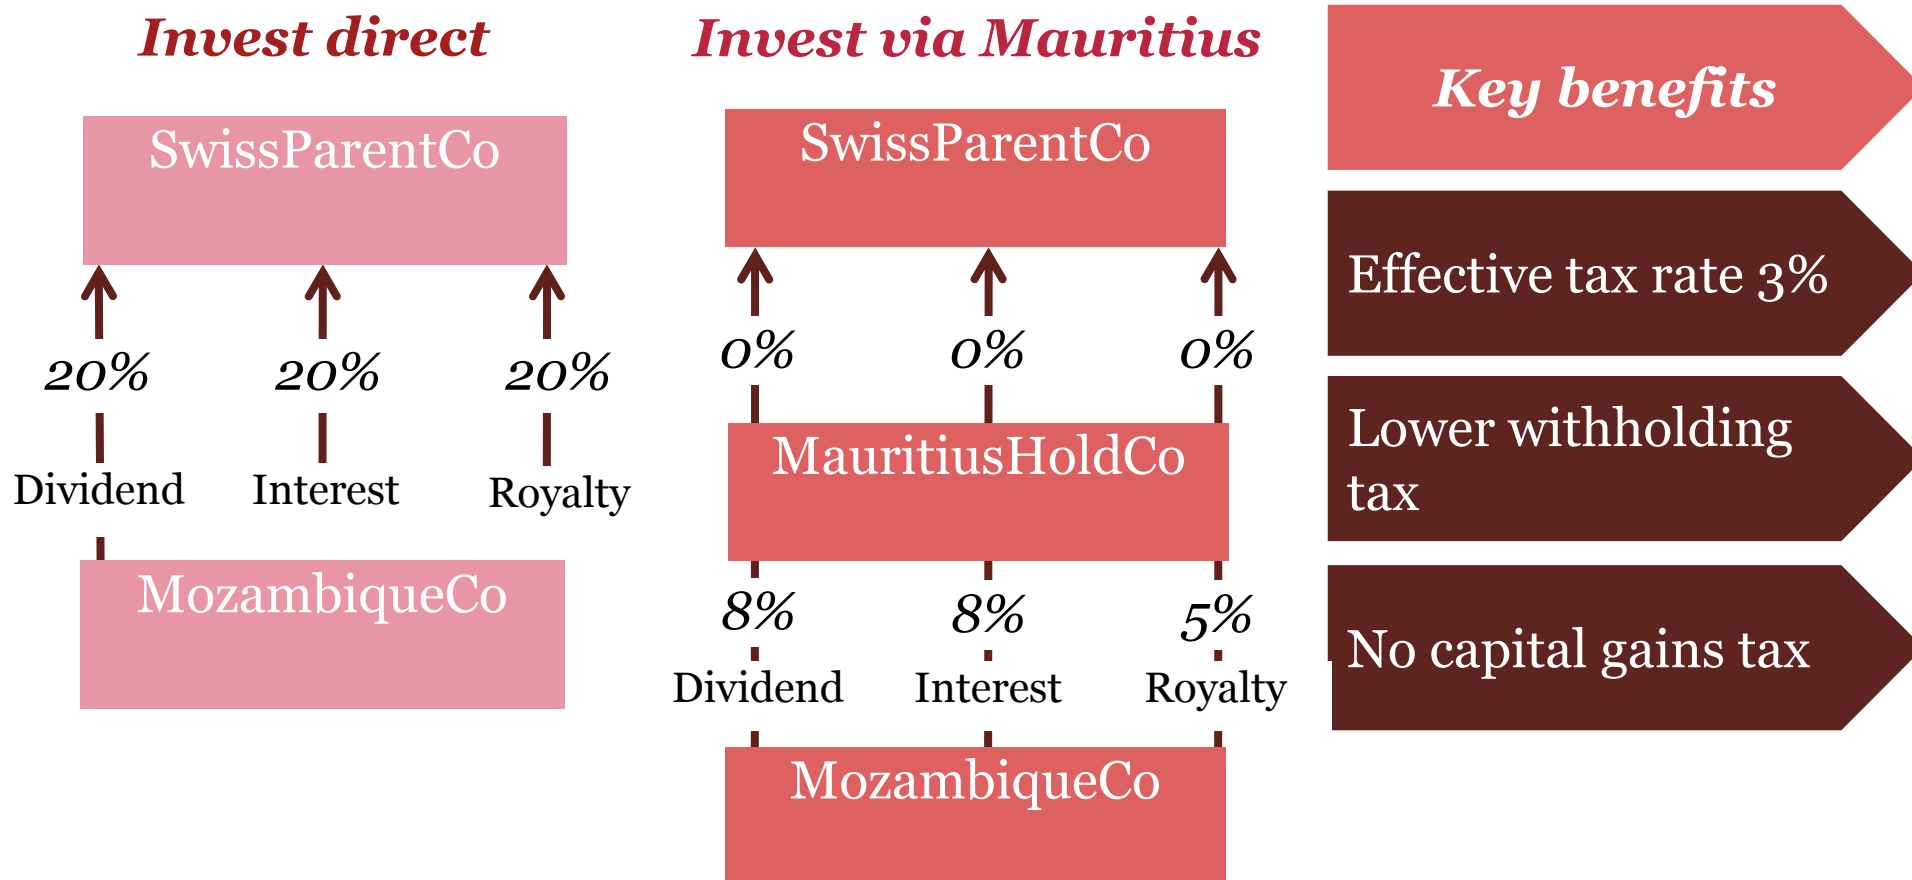 Invest direct
SwissParentCo
20% 20% 20%
Dividend Interest Royalty
MozambiqueCo
Invest via Mauritius
SwissParentCo
0% 0% 0%
MauritiusHoldCo
8% 8% 5%
Dividend Interest Royalty
MozambiqueCo
Key benefits
Effective tax rate 3%
Lower withholding
tax
No capital gains tax